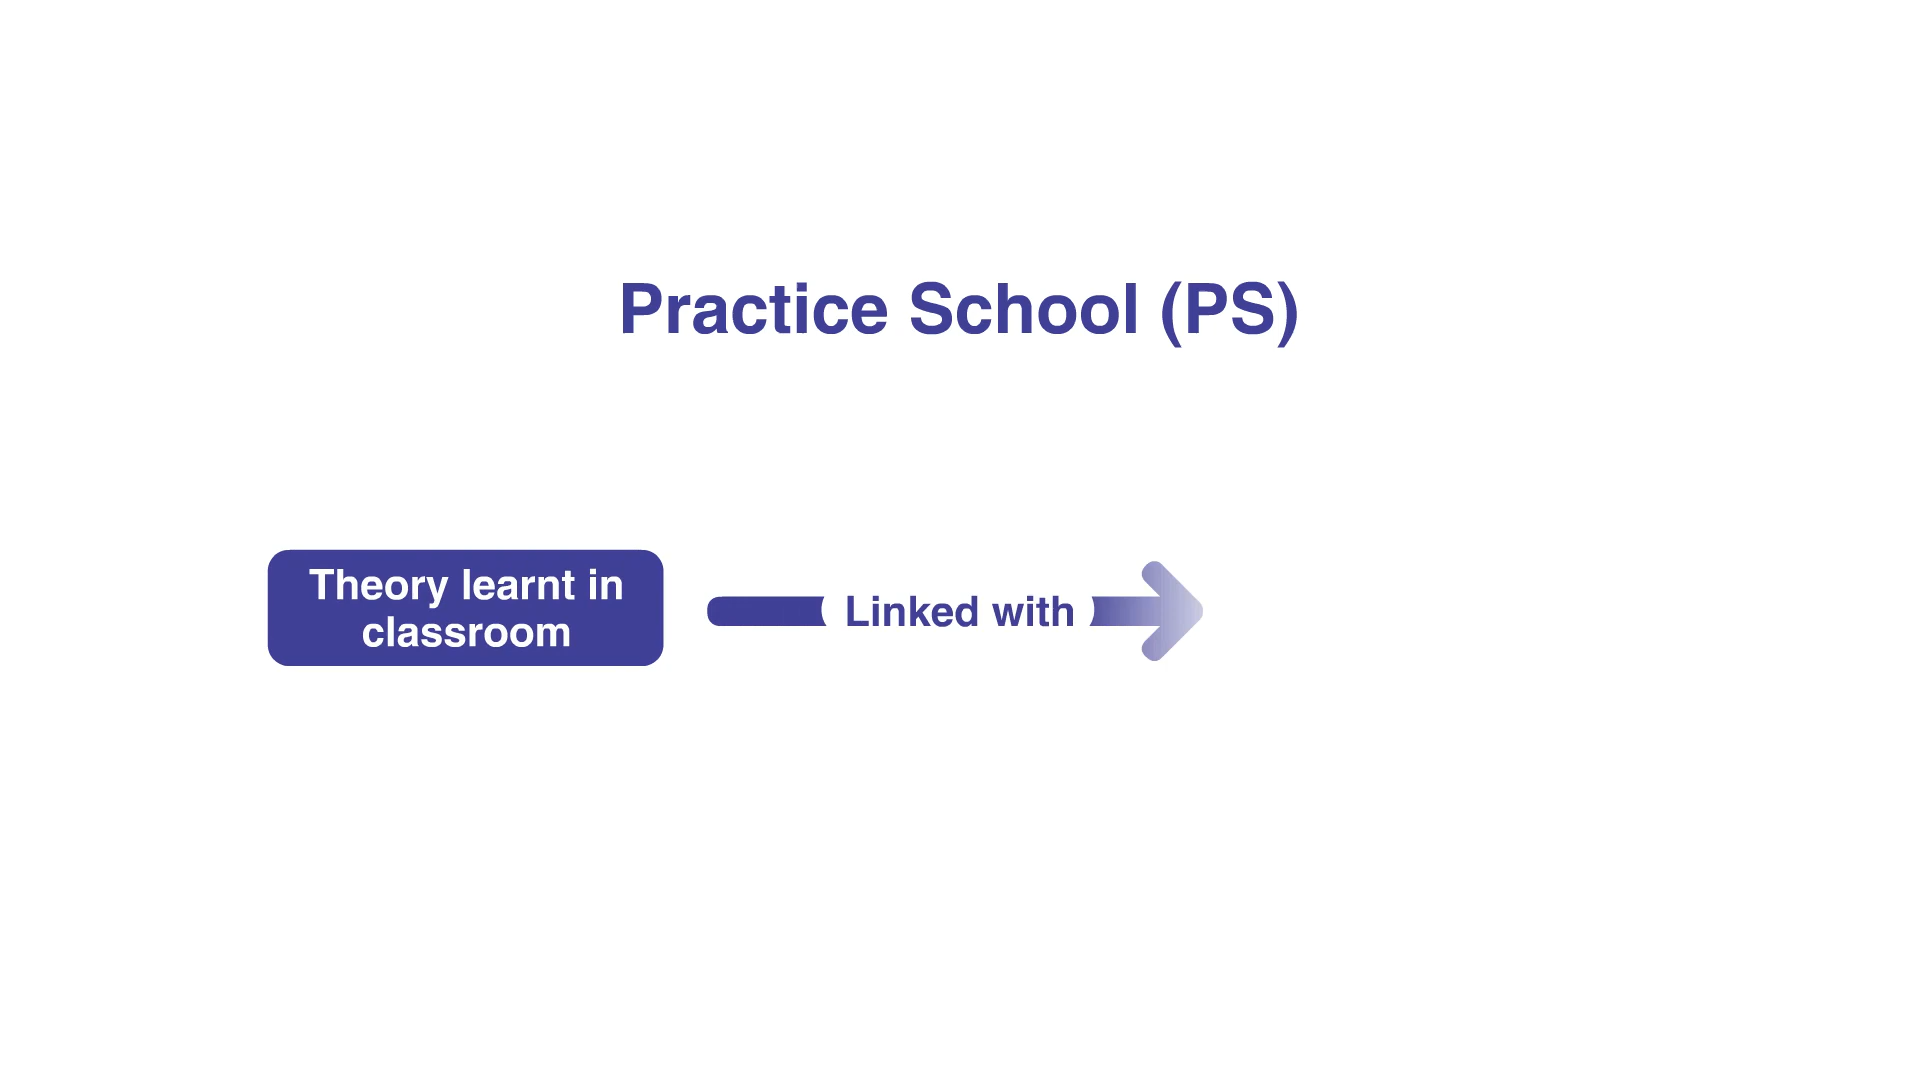 Practice School (PS)
Theory learnt in
classroom
Linked with